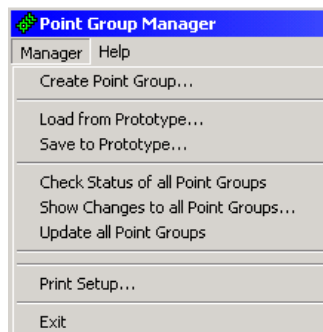 Point Group Manager
Manager Help
Create Point Group...
Load from Prototype...
Save to Prototype...
Check Status of all Point Groups
Show Changes to all Point Groups...
Update all Point Groups
Print Setup...
Exit